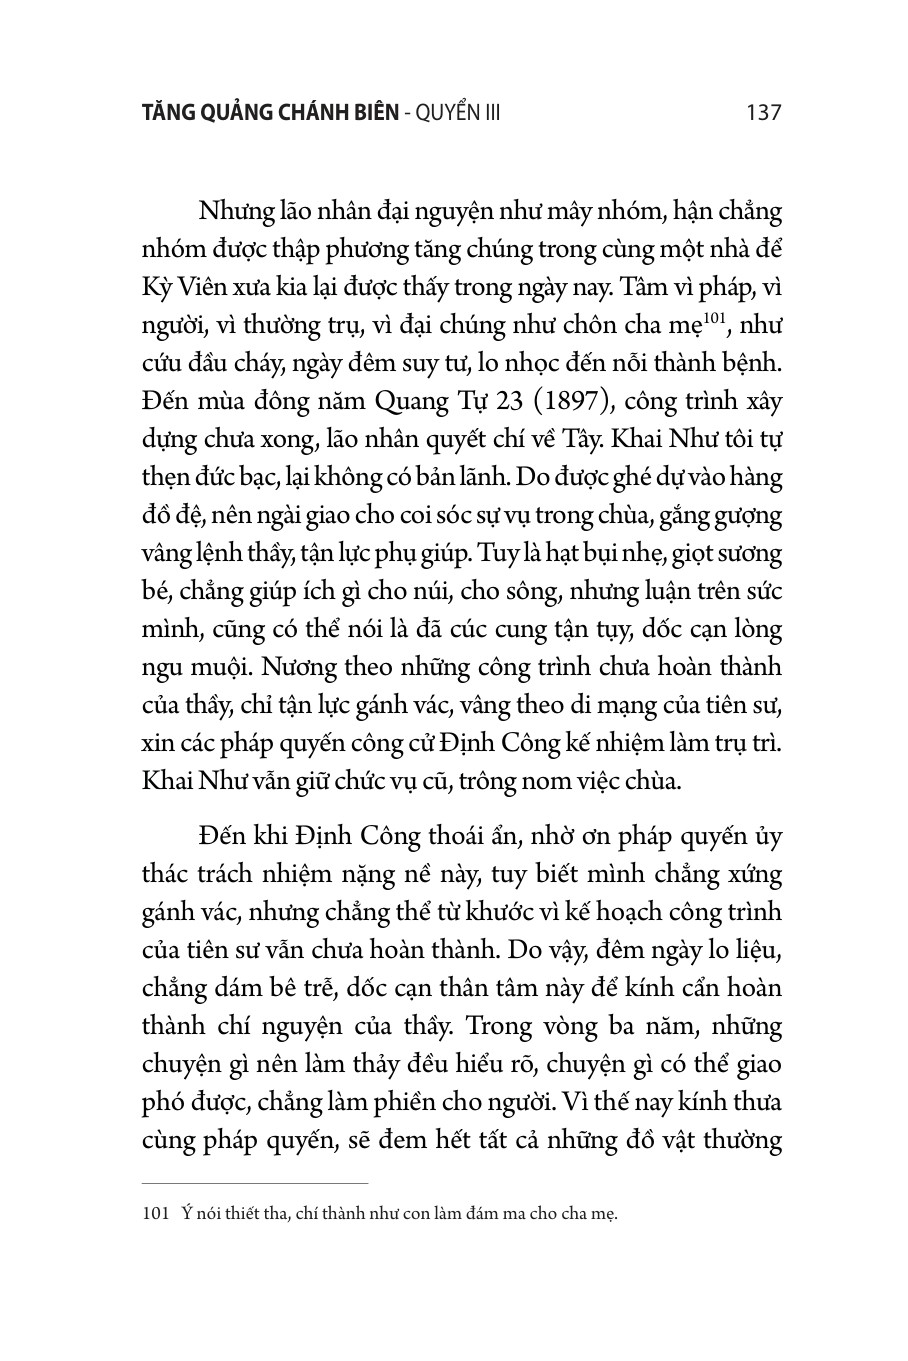 TĂNG QUẢNG CHÁNH BIÊN - QUYỂN III 137
Nhưng lão nhân đại nguyện như mây nhóm, hận chẳng
nhóm được thập phương tăng chúng trong cùng một nhà để
Kỳ Viên xưa kia lại được thấy trong ngày nay. Tâm vì pháp, vì
người, vì thường trụ, vì đại chúng như chôn cha mẹ101, như
cứu đầu cháy, ngày đêm suy tư, lo nhọc đến nỗi thành bệnh.
Đến mùa đông năm Quang Tự 23 (1897), công trình xây
dựng chưa xong, lão nhân quyết chí về Tây. Khai Như tôi tự
thẹn đức bạc, lại không có bản lãnh. Do được ghé dự vào hàng
đồ đệ, nên ngài giao cho coi sóc sự vụ trong chùa, gắng gượng
vâng lệnh thầy, tận lực phụ giúp. Tuy là hạt bụi nhẹ, giọt sương
bé, chẳng giúp ích gì cho núi, cho sông, nhưng luận trên sức
mình, cũng có thể nói là đã cúc cung tận tụy, dốc cạn lòng
ngu muội. Nương theo những công trình chưa hoàn thành
của thầy, chỉ tận lực gánh vác, vâng theo di mạng của tiên sư,
xin các pháp quyến công cử Định Công kế nhiệm làm trụ trì.
Khai Như vẫn giữ chức vụ cũ, trông nom việc chùa.
Đến khi Định Công thoái ẩn, nhờ ơn pháp quyến ủy
thác trách nhiệm nặng nề này, tuy biết mình chẳng xứng
gánh vác, nhưng chẳng thể từ khước vì kế hoạch công trình
của tiên sư vẫn chưa hoàn thành. Do vậy, đêm ngày lo liệu,
chẳng dám bê trễ, dốc cạn thân tâm này để kính cẩn hoàn
thành chí nguyện của thầy. Trong vòng ba năm, những
chuyện gì nên làm thảy đều hiểu rõ, chuyện gì có thể giao
phó được, chẳng làm phiền cho người. Vì thế nay kính thưa
cùng pháp quyến, sẽ đem hết tất cả những đồ vật thường
101 Ý nói thiết tha, chí thành như con làm đám ma cho cha mẹ.